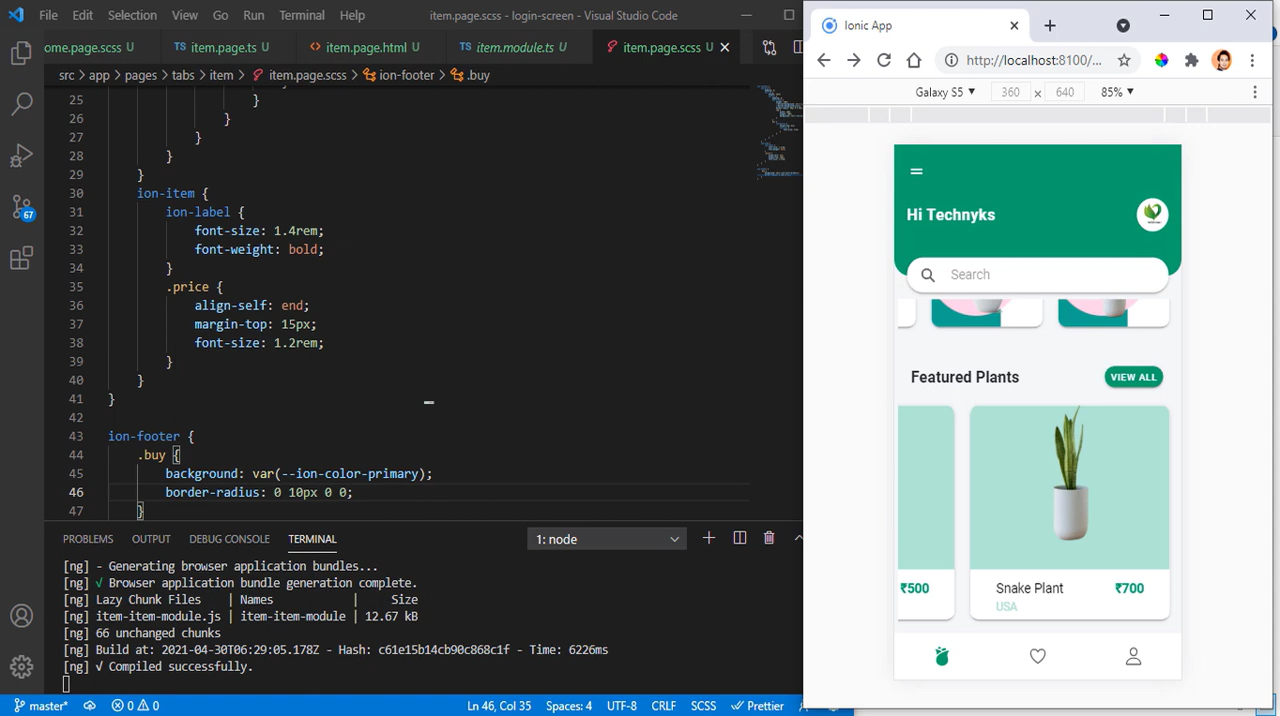 File Edit Selection View Go Run Terminal Help item.page.scss - login-screen - Visual Studio Code
ome.page.css U item.page.ts U item.page.html U item.module.ts U item.page.scss U
src > app > pages > tabs > item > item.page.scss > ion-footer > .buy
25 }
26 }
27 }
28 }
29 }
30 ion-item {
31 ion-label {
32 font-size: 1.4rem;
33 font-weight: bold;
34 }
35 .price {
36 align-self: end;
37 margin-top: 15px;
38 font-size: 1.2rem;
39 }
40 }
41 }
42
43 ion-footer {
44 .buy {
45 background: var(--ion-color-primary);
46 border-radius: 0 10px 0 0;
47 }
67
PROBLEMS OUTPUT DEBUG CONSOLE TERMINAL 1: node
[ng] - Generating browser application bundles...
[ng] √ Browser application bundle generation complete.
[ng] Lazy Chunk Files | Names | Size
[ng] item-item-module.js | item-item-module | 12.67 kB
[ng] 66 unchanged chunks
[ng] Build at: 2021-04-30T06:29:05.178Z - Hash: c61e15b14cb90c868c1f - Time: 6226ms
[ng] √ Compiled successfully.
master* 0 0 Ln 46, Col 35 Spaces: 4 UTF-8 CRLF SCSS Prettier
Ionic App
http://localhost:8100/...
Galaxy S5 360 x 640 85%
Hi Technyks
Search
Featured Plants VIEW ALL
₹500
Snake Plant ₹700
USA